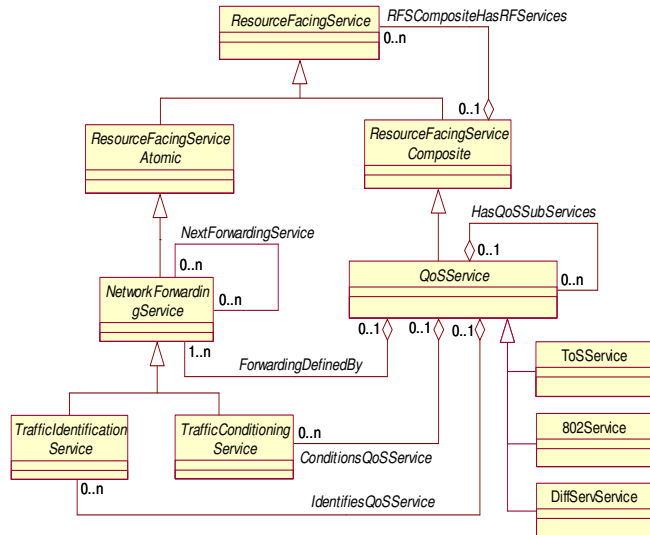 ResourceFacingService
RFSCompositeHasRFServices
0..n
0..1
ResourceFacingService
Atomic
ResourceFacingService
Composite
NextForwardingService
0..n
0..n
HasQoSSubServices
0..1
0..n
NetworkForwardin
gService
1..n
QoSService
0..1
0..1
0..1
ForwardingDefinedBy
ToSService
802Service
DiffServService
TrafficIdentification
Service
TrafficConditioning
Service
0..n
ConditionsQoSService
0..n
IdentifiesQoSService